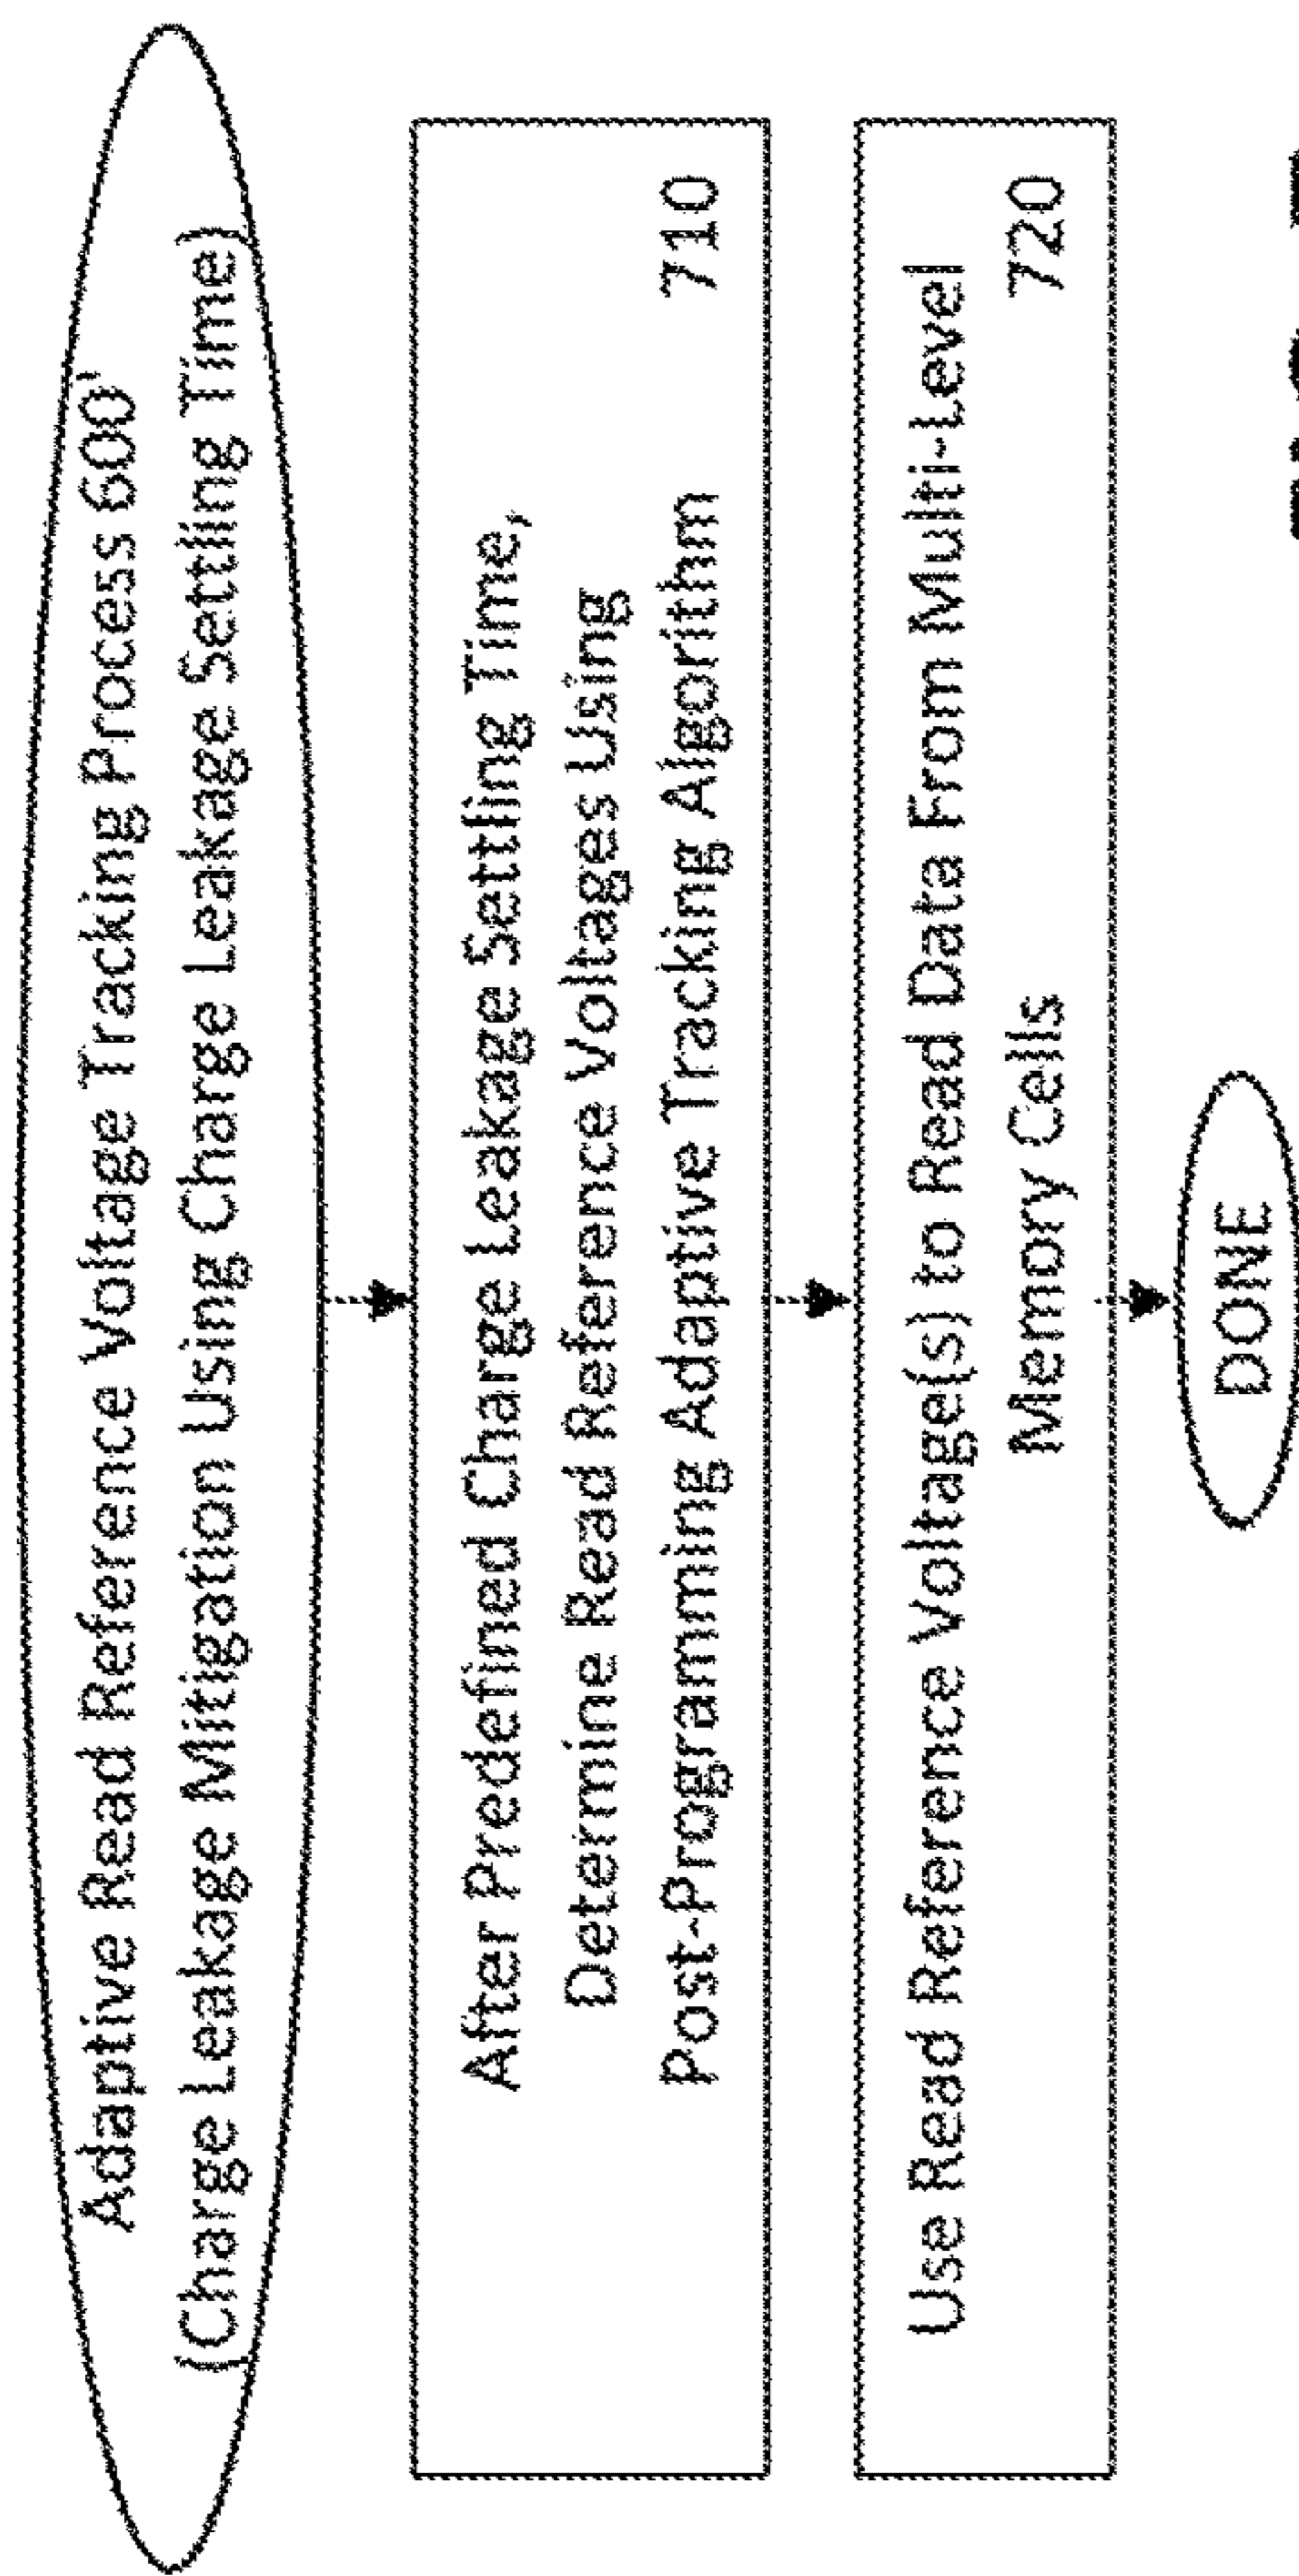 Adaptive Read Reference Voltage Tracking Process 600'
(Charge Leakage Mitigation Using Charge Leakage Settling Time)
After Predefined Charge Leakage Settling Time,
Determine Read Reference Voltages Using
Post-Programming Adaptive Tracking Algorithm 710
Use Read Reference Voltage(s) to Read Data From Multi-Level
Memory Cells 720
DONE